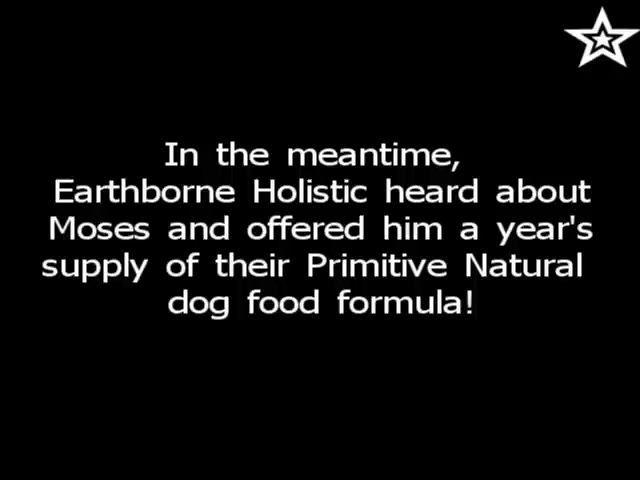 In the meantime,
Earthborne Holistic heard about
Moses and offered him a year's
supply of their Primitive Natural
dog food formula!